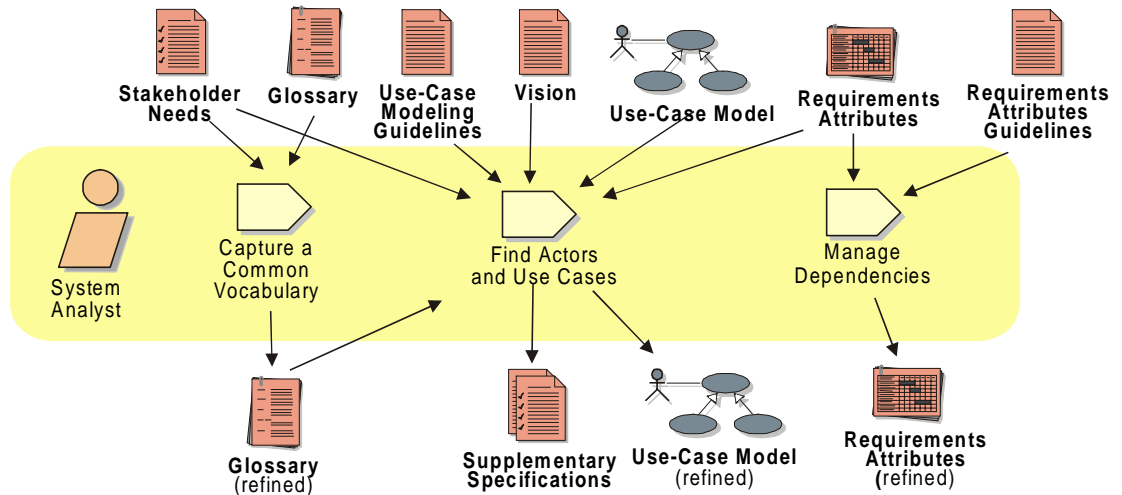 Stakeholder
Needs
Glossary
Use-Case
Modeling
Guidelines
Vision
Use-Case Model
Requirements
Attributes
Requirements
Attributes
Guidelines
System
Analyst
Capture a
Common
Vocabulary
Find Actors
and Use Cases
Manage
Dependencies
Glossary
(refined)
Supplementary
Specifications
Use-Case Model
(refined)
Requirements
Attributes
(refined)